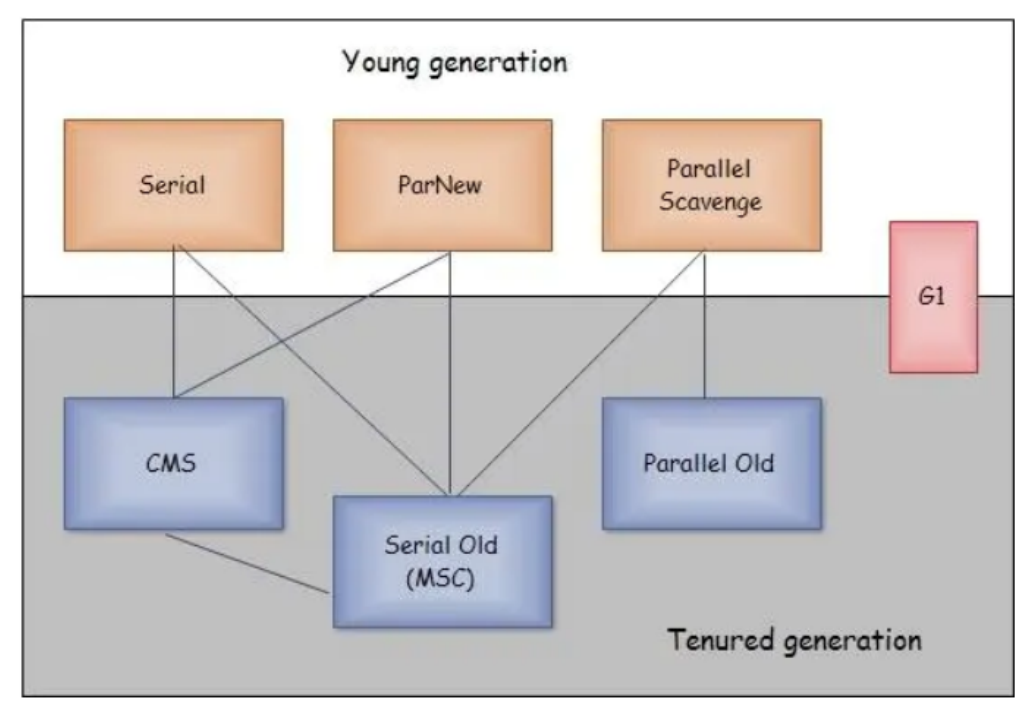 Young generation
Serial
ParNew
Parallel
Scavenge
G1
CMS
Parallel Old
Serial Old
(MSC)
Tenured generation